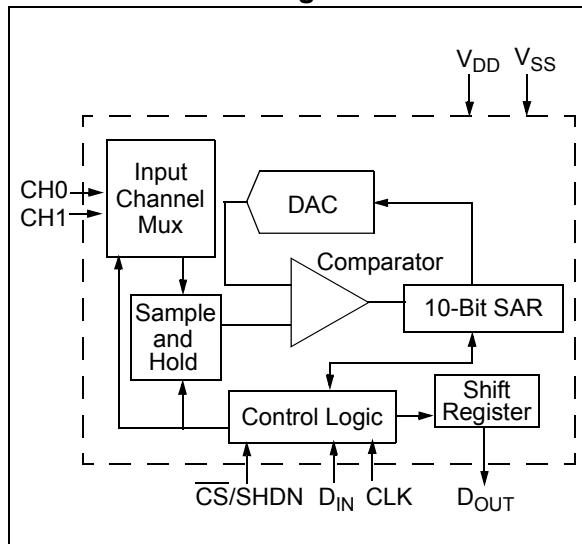 V_DD V_SS
Input
Channel
Mux
CH0
CH1
DAC
Comparator
Sample
and
Hold
10-Bit SAR
Control Logic
Shift
Register
C̅S̅/SHDN D_IN CLK D_OUT